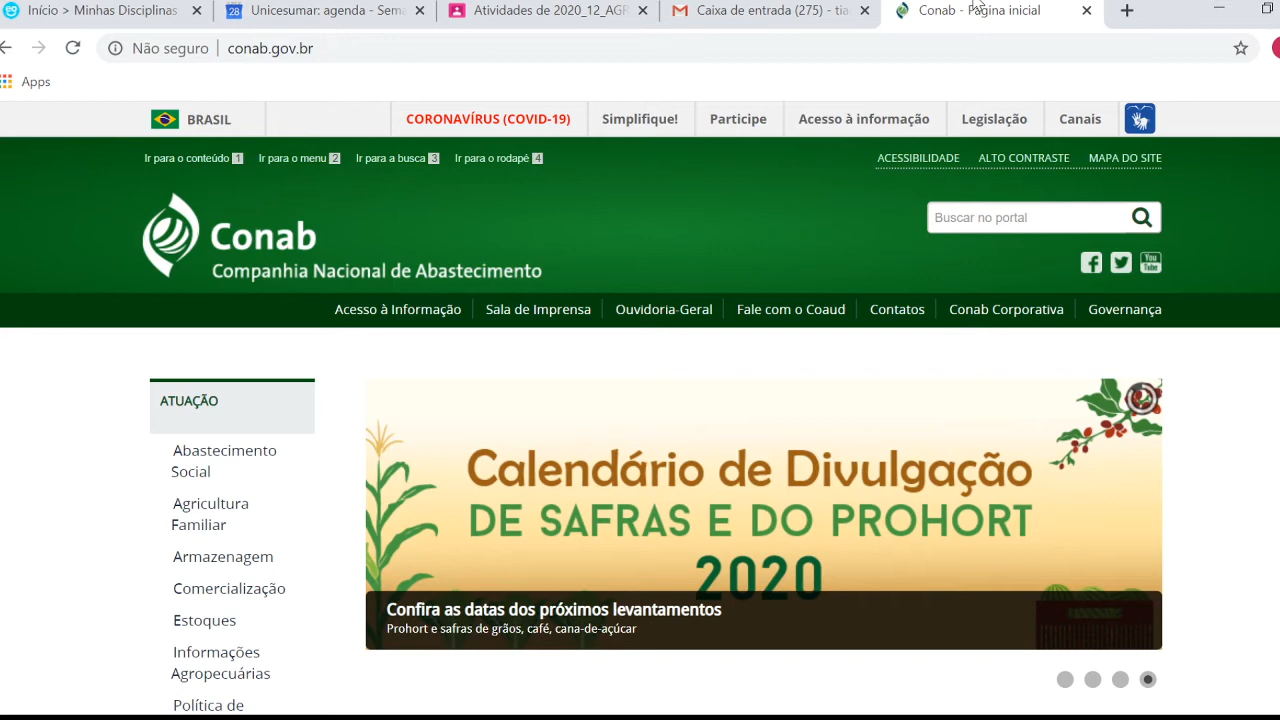 Início > Minhas Disciplinas
28 Unicesumar: agenda - Sema
Atividades de 2020_12_AGR
Caixa de entrada (275) - tia
Conab - Página inicial
Não seguro conab.gov.br
Apps
BRASIL CORONAVÍRUS (COVID-19) Simplifique! Participe Acesso à informação Legislação Canais
Ir para o conteúdo 1 Ir para o menu 2 Ir para a busca 3 Ir para o rodapé 4 ACESSIBILIDADE ALTO CONTRASTE MAPA DO SITE
Conab
Companhia Nacional de Abastecimento
Buscar no portal
You
Tube
Acesso à Informação Sala de Imprensa Ouvidoria-Geral Fale com o Coaud Contatos Conab Corporativa Governança
ATUAÇÃO
Abastecimento
Social
Agricultura
Familiar
Armazenagem
Comercialização
Estoques
Informações
Agropecuárias
Política de
Calendário de Divulgação
DE SAFRAS E DO PROHORT
2020
Confira as datas dos próximos levantamentos
Prohort e safras de grãos, café, cana-de-açúcar